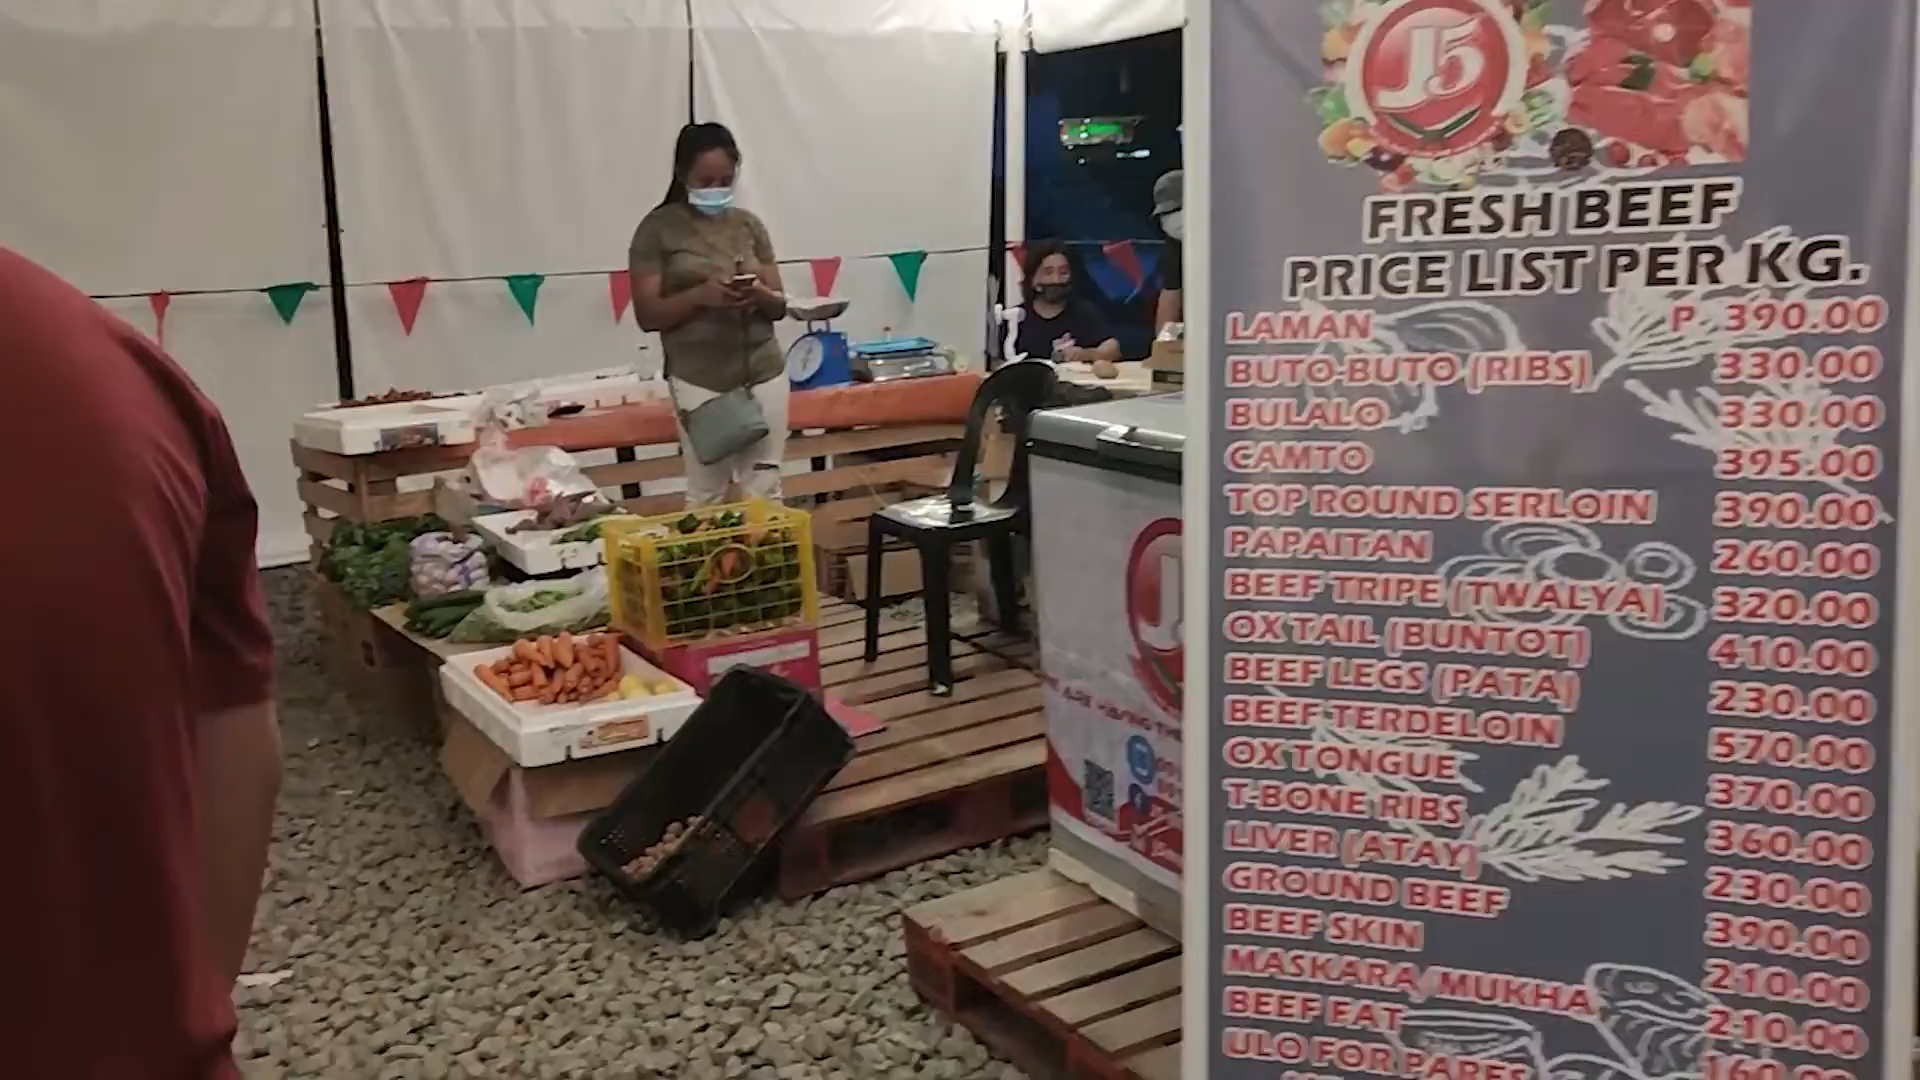 J5
FRESH BEEF
PRICE LIST PER KG.
LAMAN P 390.00
BUTO-BUTO (RIBS) 330.00
BULALO 330.00
CAMTO 395.00
TOP ROUND SERLOIN 390.00
PAPAITAN 260.00
BEEF TRIPE (TWALYA) 320.00
OX TAIL (BUNTOT) 410.00
BEEF LEGS (PATA) 230.00
BEEF TERDELOIN 570.00
OX TONGUE 370.00
T-BONE RIBS 360.00
LIVER (ATAY) 230.00
GROUND BEEF 390.00
BEEF SKIN 210.00
MASKARA/MUKHA 210.00
BEEF FAT 160.00
ULO FOR PARES